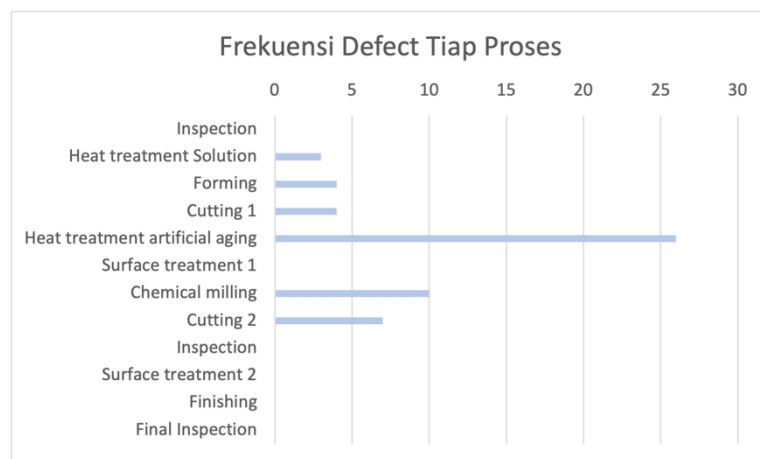 Frekuensi Defect Tiap Proses
0 5 10 15 20 25 30
Inspection
Heat treatment Solution
Forming
Cutting 1
Heat treatment artificial aging
Surface treatment 1
Chemical milling
Cutting 2
Inspection
Surface treatment 2
Finishing
Final Inspection